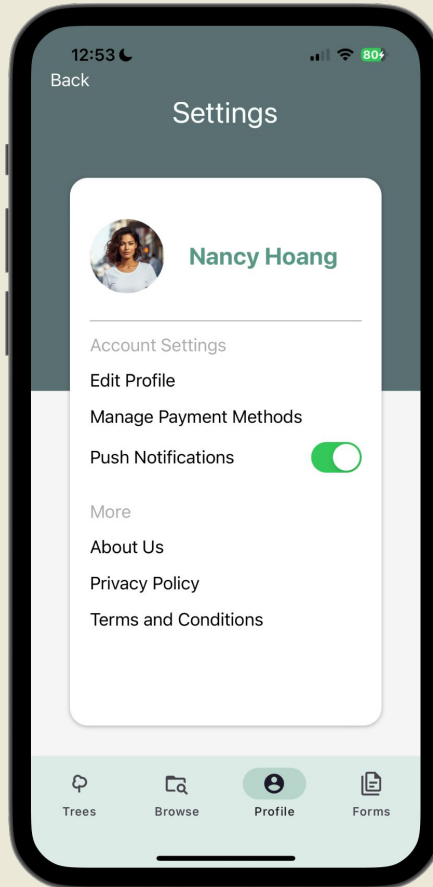 12:53 80
Back
Settings
Nancy Hoang
Account Settings
Edit Profile
Manage Payment Methods
Push Notifications
More
About Us
Privacy Policy
Terms and Conditions
Trees Browse Profile Forms